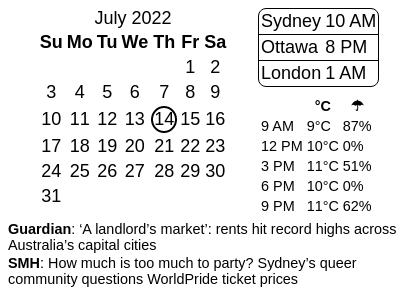 July 2022
Su Mo Tu We Th Fr Sa
1 2
3 4 5 6 7 8 9
10 11 12 13 14 15 16
17 18 19 20 21 22 23
24 25 26 27 28 29 30
31
Sydney 10 AM
Ottawa 8 PM
London 1 AM
°C ☂
9 AM 9°C 87%
12 PM 10°C 0%
3 PM 11°C 51%
6 PM 10°C 0%
9 PM 11°C 62%
Guardian: ‘A landlord’s market’: rents hit record highs across
Australia’s capital cities
SMH: How much is too much to party? Sydney’s queer
community questions WorldPride ticket prices